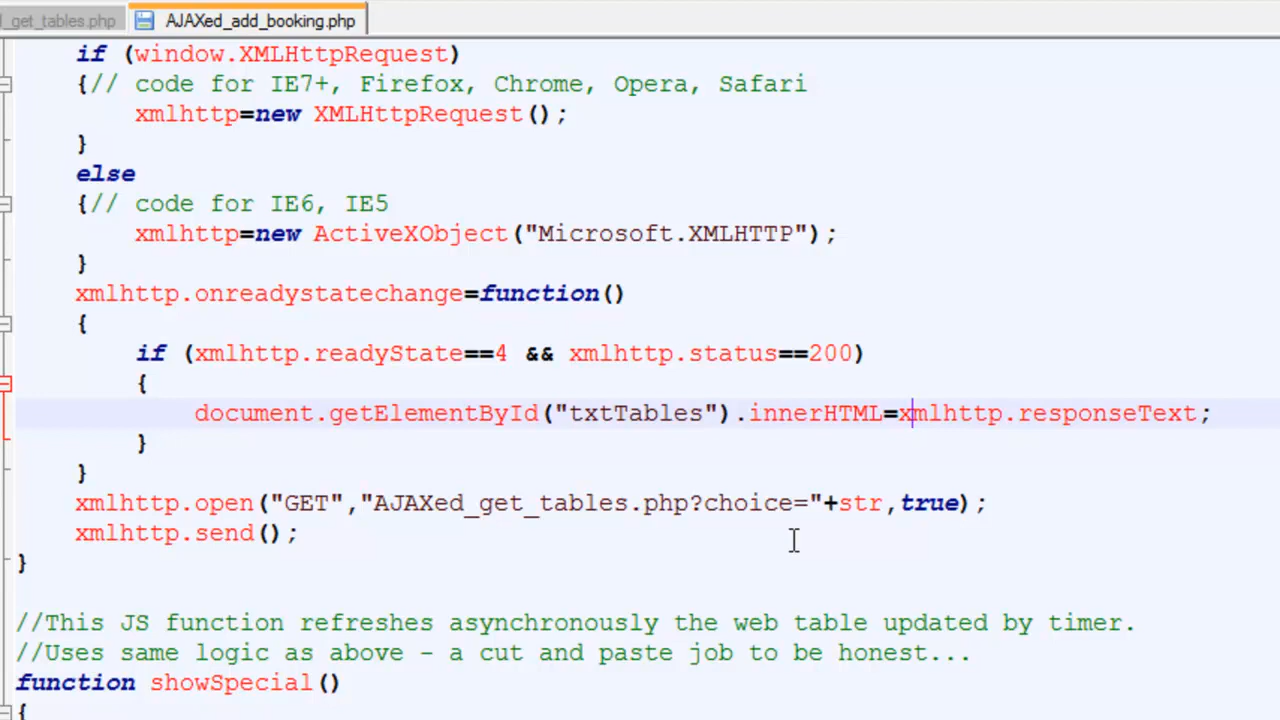 _get_tables.php AJAXed_add_booking.php
if (window.XMLHttpRequest)
{// code for IE7+, Firefox, Chrome, Opera, Safari
xmlhttp=new XMLHttpRequest();
}
else
{// code for IE6, IE5
xmlhttp=new ActiveXObject("Microsoft.XMLHTTP");
}
xmlhttp.onreadystatechange=function()
{
if (xmlhttp.readyState==4 && xmlhttp.status==200)
{
document.getElementById("txtTables").innerHTML=xmlhttp.responseText;
}
}
xmlhttp.open("GET","AJAXed_get_tables.php?choice="+str,true);
xmlhttp.send();
}
//This JS function refreshes asynchronously the web table updated by timer.
//Uses same logic as above - a cut and paste job to be honest...
function showSpecial()
{